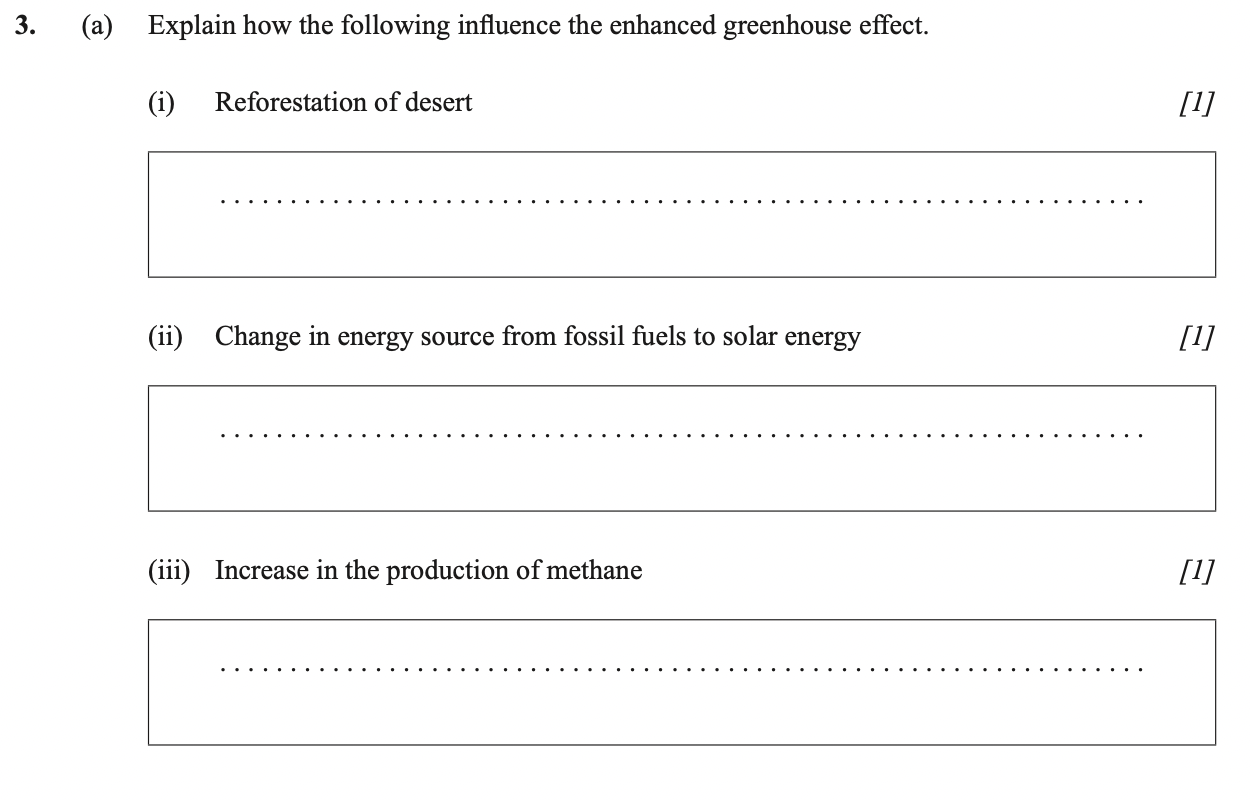 3. (a) Explain how the following influence the enhanced greenhouse effect.
(i) Reforestation of desert [1]
. . . . . . . . . . . . . . . . . . . . . . . . . . . . . . . . . . . . . . . . . . . . . . . . . . . . . . . . . . . . . . . . . .
(ii) Change in energy source from fossil fuels to solar energy [1]
. . . . . . . . . . . . . . . . . . . . . . . . . . . . . . . . . . . . . . . . . . . . . . . . . . . . . . . . . . . . . . . . . .
(iii) Increase in the production of methane [1]
. . . . . . . . . . . . . . . . . . . . . . . . . . . . . . . . . . . . . . . . . . . . . . . . . . . . . . . . . . . . . . . . . .